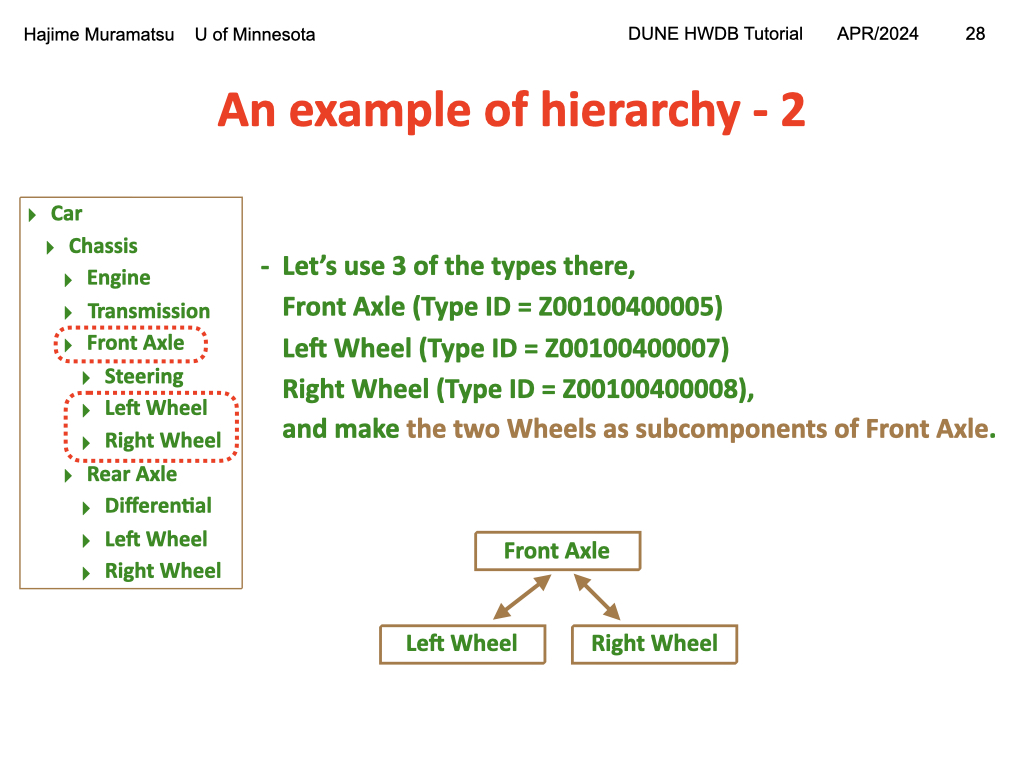 Hajime Muramatsu U of Minnesota DUNE HWDB Tutorial APR/2024 28
An example of hierarchy - 2
Car
Chassis
Engine
Transmission
Front Axle
Steering
Left Wheel
Right Wheel
Rear Axle
Differential
Left Wheel
Right Wheel
- Let’s use 3 of the types there,
Front Axle (Type ID = Z00100400005)
Left Wheel (Type ID = Z00100400007)
Right Wheel (Type ID = Z00100400008),
and make the two Wheels as subcomponents of Front Axle.
Front Axle
Left Wheel Right Wheel